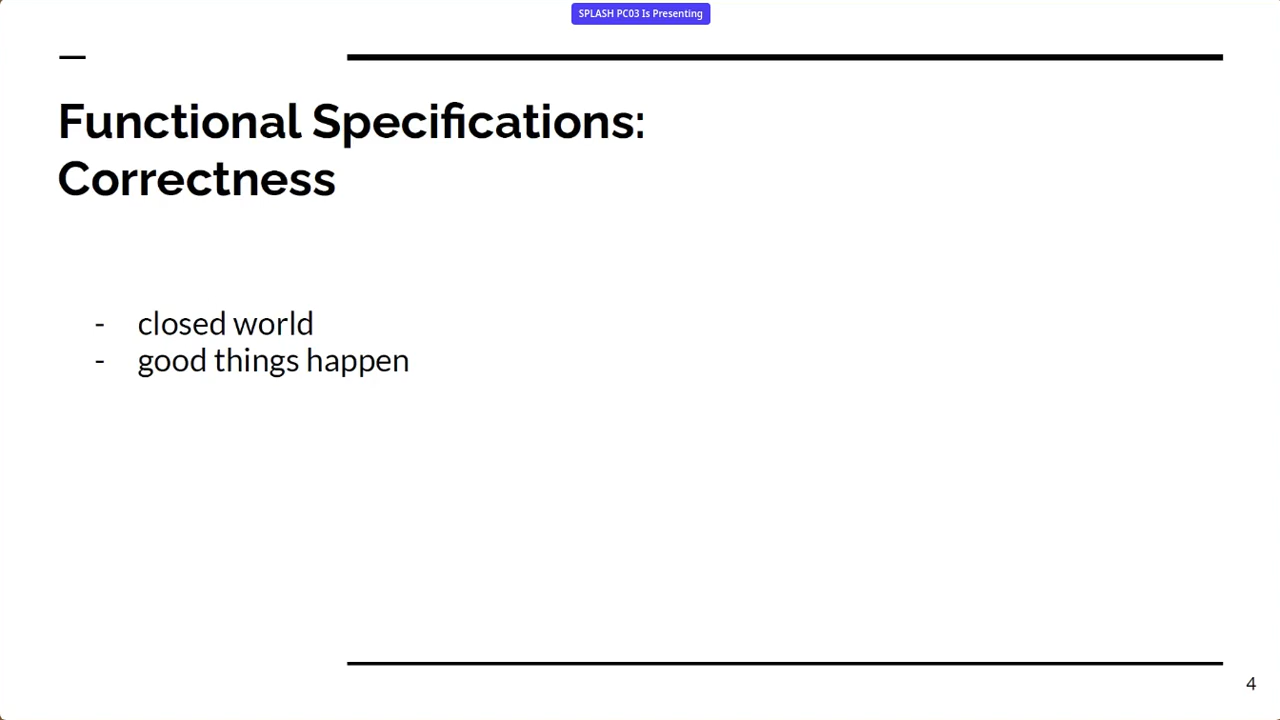 SPLASH PC03 Is Presenting
Functional Specifications:
Correctness
- closed world
- good things happen
4